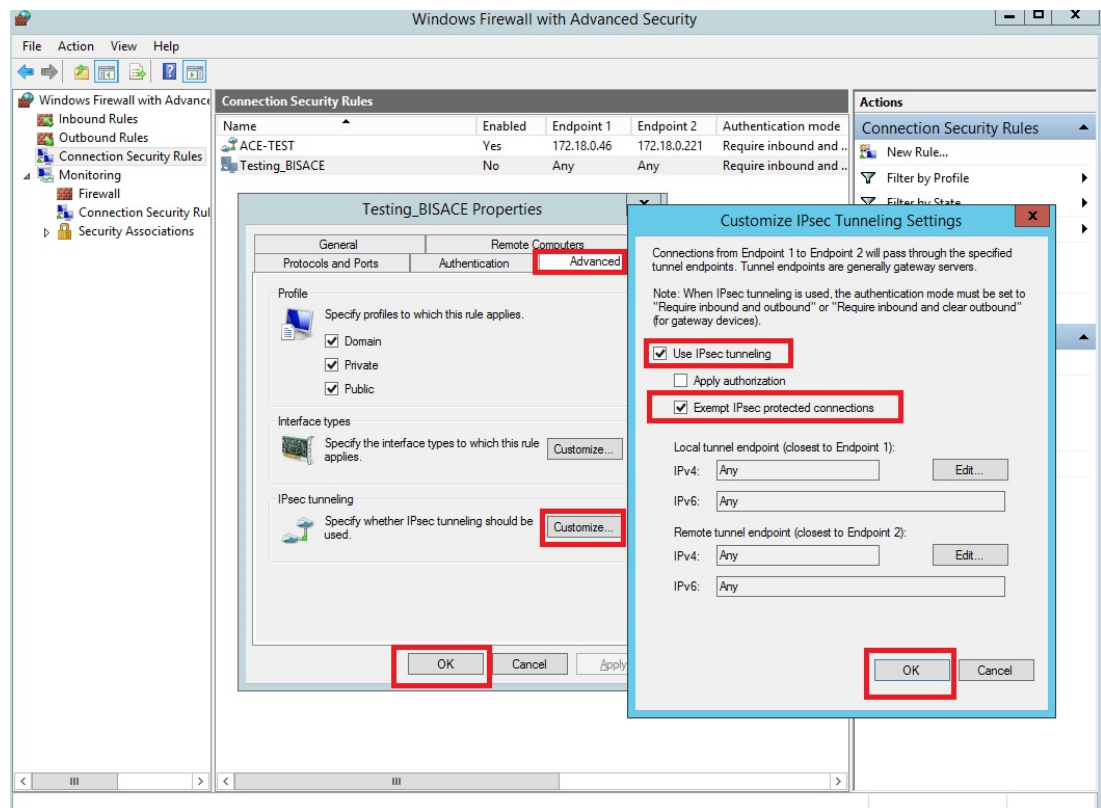 Windows Firewall with Advanced Security
File Action View Help
Windows Firewall with Advance
Inbound Rules
Outbound Rules
Connection Security Rules
Monitoring
Firewall
Connection Security Rul
Security Associations
Connection Security Rules
Name Enabled Endpoint 1 Endpoint 2 Authentication mode
ACE-TEST Yes 172.18.0.46 172.18.0.221 Require inbound and ..
Testing_BISACE No Any Any Require inbound and ..
Actions
Connection Security Rules
New Rule...
Filter by Profile
Filter by State
Testing_BISACE Properties
General Remote Computers
Protocols and Ports Authentication Advanced
Profile
Specify profiles to which this rule applies.
Domain
Private
Public
Interface types
Specify the interface types to which this rule
applies.
Customize...
IPsec tunneling
Specify whether IPsec tunneling should be
used.
Customize...
OK Cancel Apply
Customize IPsec Tunneling Settings
x
Connections from Endpoint 1 to Endpoint 2 will pass through the specified
tunnel endpoints. Tunnel endpoints are generally gateway servers.
Note: When IPsec tunneling is used, the authentication mode must be set to
"Require inbound and outbound" or "Require inbound and clear outbound"
(for gateway devices).
Use IPsec tunneling
Apply authorization
Exempt IPsec protected connections
Local tunnel endpoint (closest to Endpoint 1):
IPv4: Any Edit...
IPv6: Any
Remote tunnel endpoint (closest to Endpoint 2):
IPv4: Any Edit...
IPv6: Any
OK Cancel